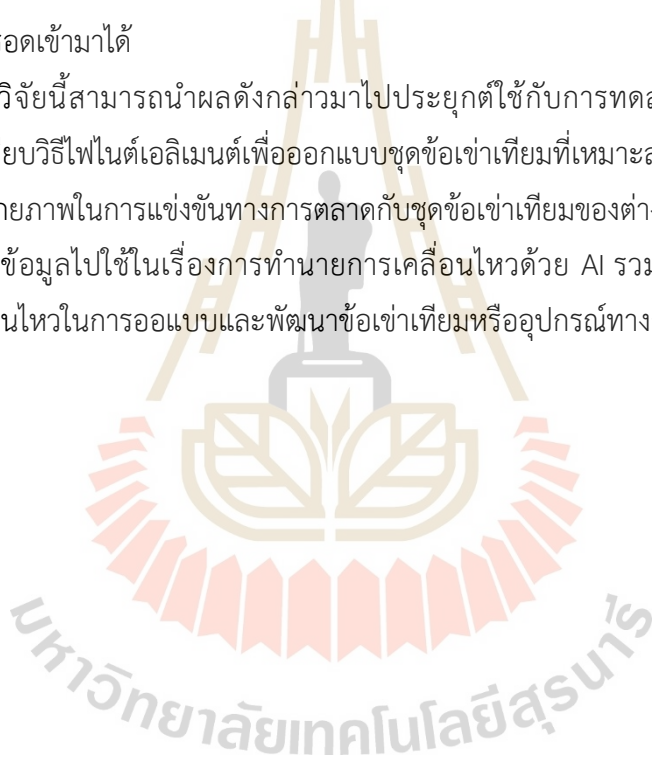 รอดเข้ามาได้
วิจัยนี้สามารถนำผลดังกล่าวมาไปประยุกต์ใช้กับการทดส
ียบวิธีไฟไนต์เอลิเมนต์เพื่อออกแบบชุดข้อเข่าเทียมที่เหมาะส
ายภาพในการแข่งขันทางการตลาดกับชุดข้อเข่าเทียมของต่า
ข้อมูลไปใช้ในเรื่องการทำนายการเคลื่อนไหวด้วย AI รวม
นไหวในการออแบบและพัฒนาข้อเข่าเทียมหรืออุปกรณ์ทาง
มหาวิทยาลัยเทคโนโลยีสุรนารี